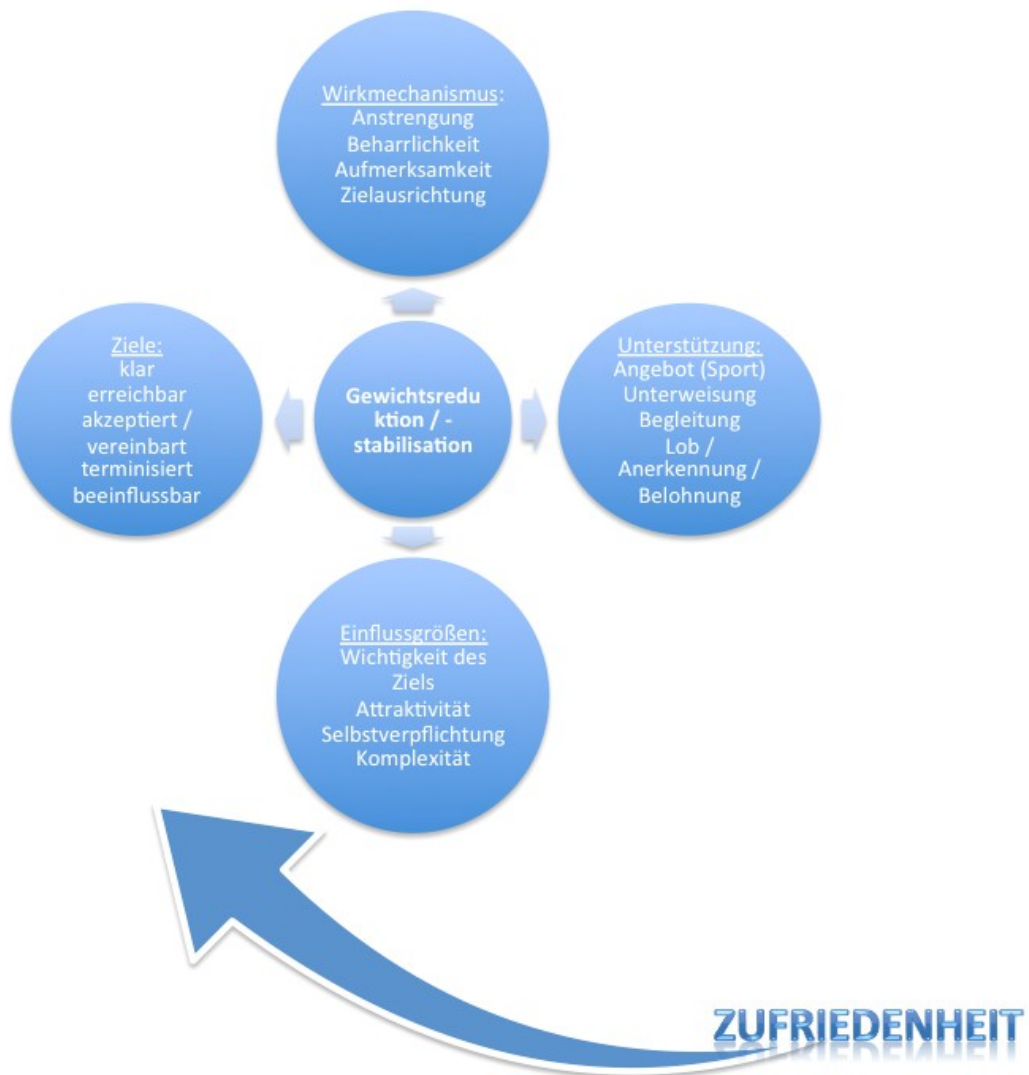 Wirkmechanismus:
Anstrengung
Beharrlichkeit
Aufmerksamkeit
Zielausrichtung
Ziele:
klar
erreichbar
akzeptiert /
vereinbart
terminisiert
beeinflussbar
Gewichtsredu
ktion / -
stabilisation
Unterstützung:
Angebot (Sport)
Unterweisung
Begleitung
Lob /
Anerkennung /
Belohnung
Einflussgrößen:
Wichtigkeit des
Ziels
Attraktivität
Selbstverpflichtung
Komplexität
ZUFRIEDENHEIT